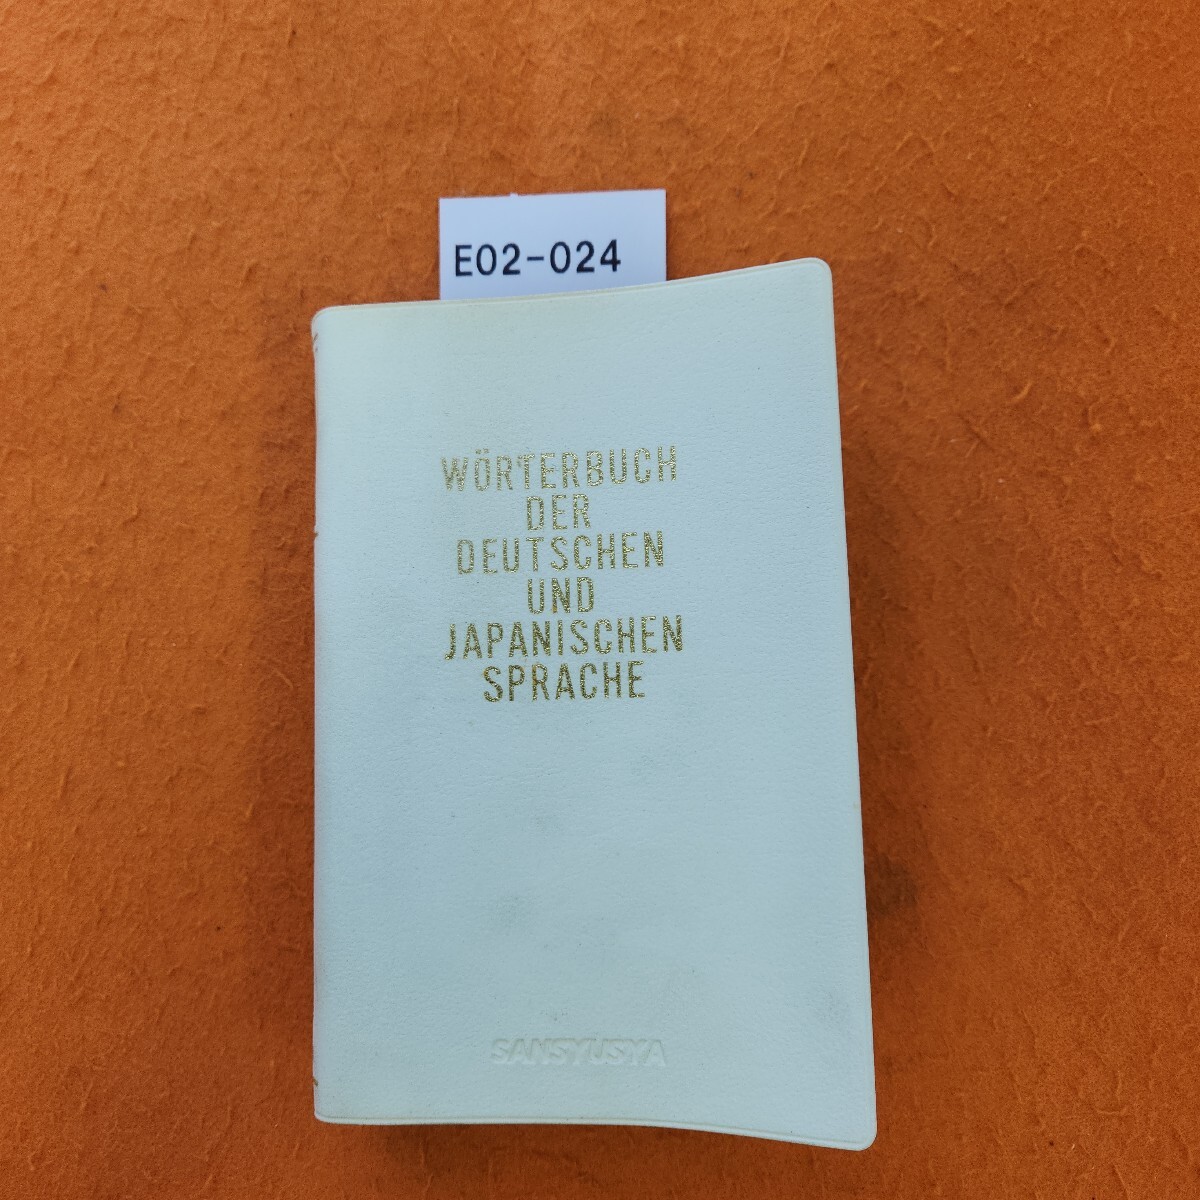 E02-024
WÖRTERBUCH
DER
DEUTSCHEN
UND
JAPANISCHEN
SPRACHE
SANSYUSYA